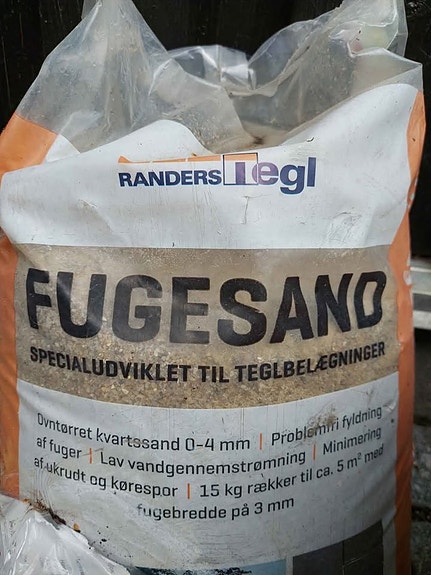 RANDERS Tegl
FUGESAND
SPECIALUDVIKLET TIL TEGLBELÆGNINGER
Ovntørret kvartssand 0-4 mm | Problemfri fyldning
af fuger | Lav vandgennemstrømning | Minimering
af ukrudt og kørespor | 15 kg rækker til ca. 5 m² med
fugebredde på 3 mm